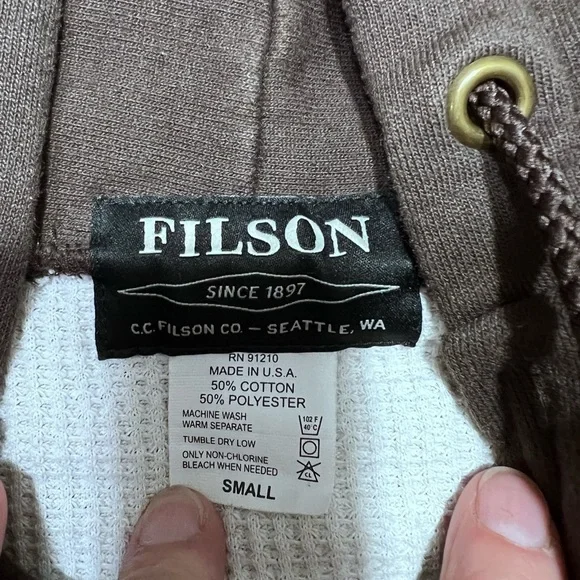 FILSON
SINCE 1897
C.C. FILSON CO. – SEATTLE, WA
RN 91210
MADE IN U.S.A.
50% COTTON
50% POLYESTER
MACHINE WASH
WARM SEPARATE
102 F
40°C
TUMBLE DRY LOW
ONLY NON-CHLORINE
BLEACH WHEN NEEDED
CL
SMALL